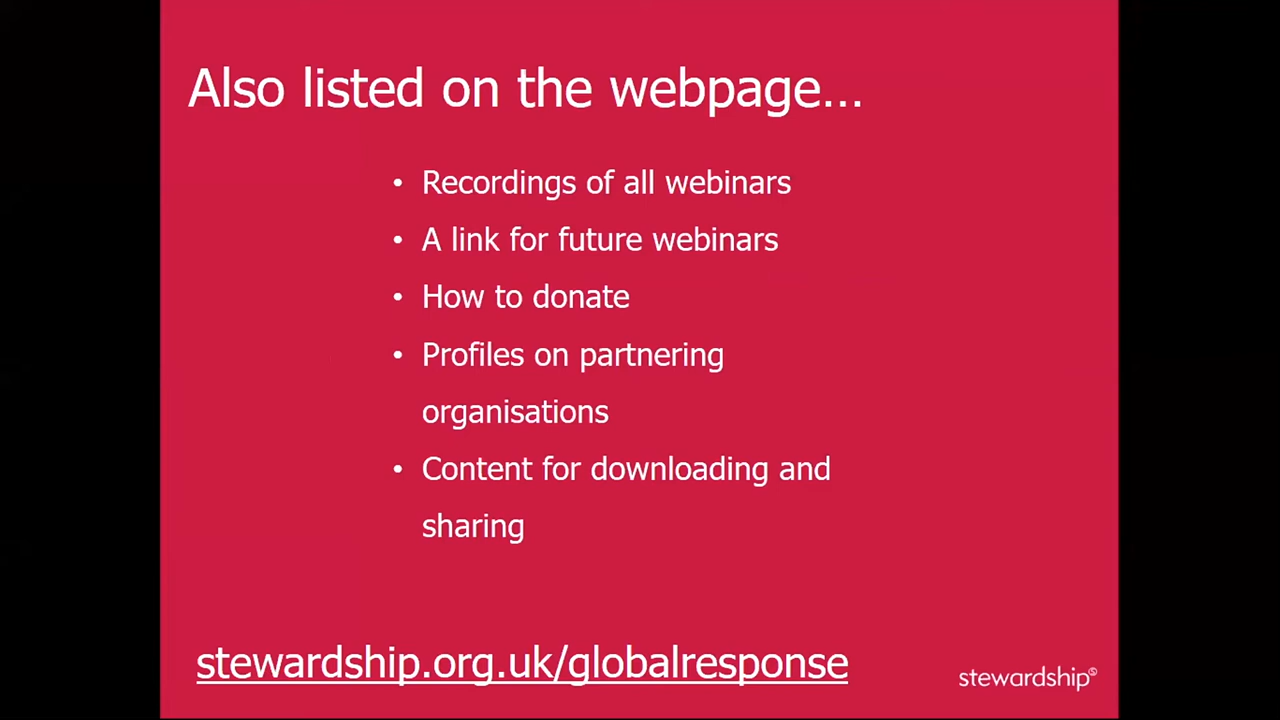 Also listed on the webpage...
• Recordings of all webinars
• A link for future webinars
• How to donate
• Profiles on partnering
organisations
• Content for downloading and
sharing
stewardship.org.uk/globalresponse
stewardship®